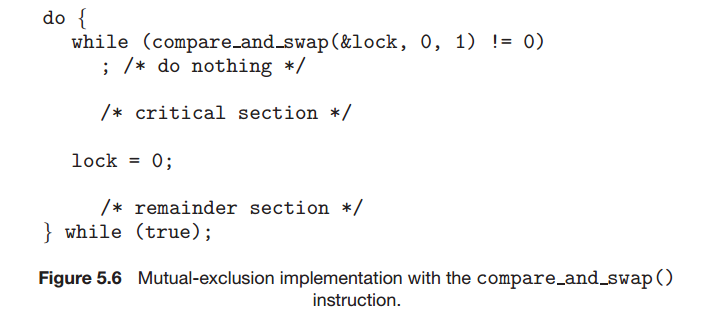 do {
while (compare_and_swap(&lock, 0, 1) != 0)
; /* do nothing */
/* critical section */
lock = 0;
/* remainder section */
} while (true);
Figure 5.6 Mutual-exclusion implementation with the compare_and_swap()
instruction.